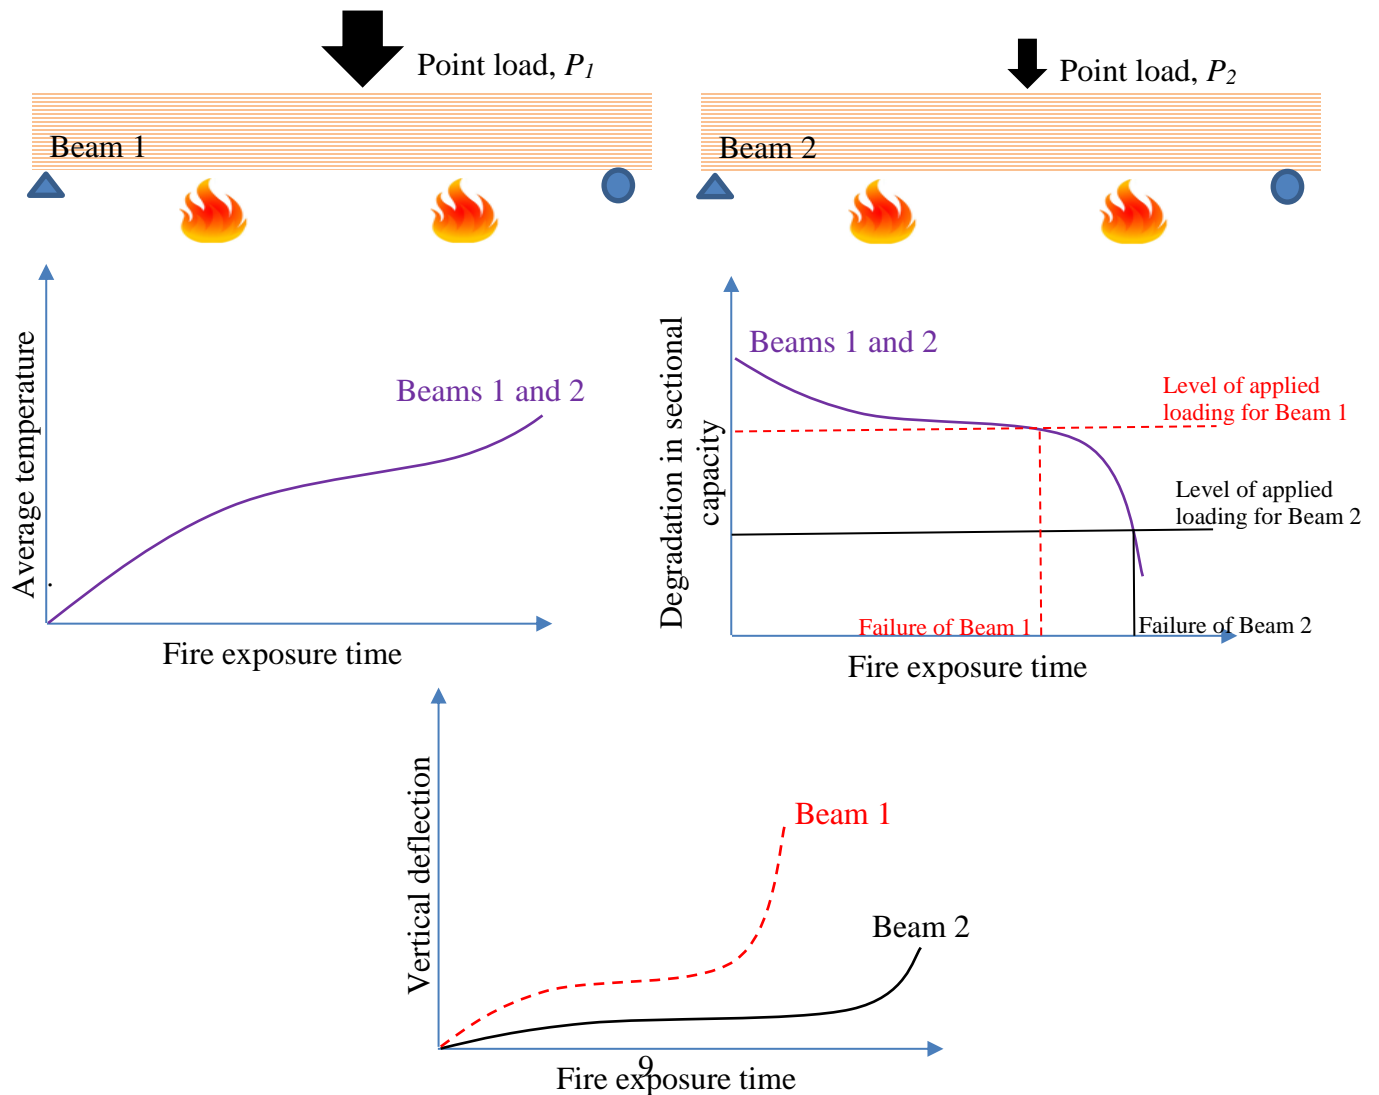 Point load, P1
Point load, P2
Beam 1
Beam 2
Average temperature
Beams 1 and 2
Fire exposure time
Degradation in sectional
capacity
Beams 1 and 2
Level of applied
loading for Beam 1
Level of applied
loading for Beam 2
Failure of Beam 1
Failure of Beam 2
Fire exposure time
Vertical deflection
Beam 1
Beam 2
9
Fire exposure time